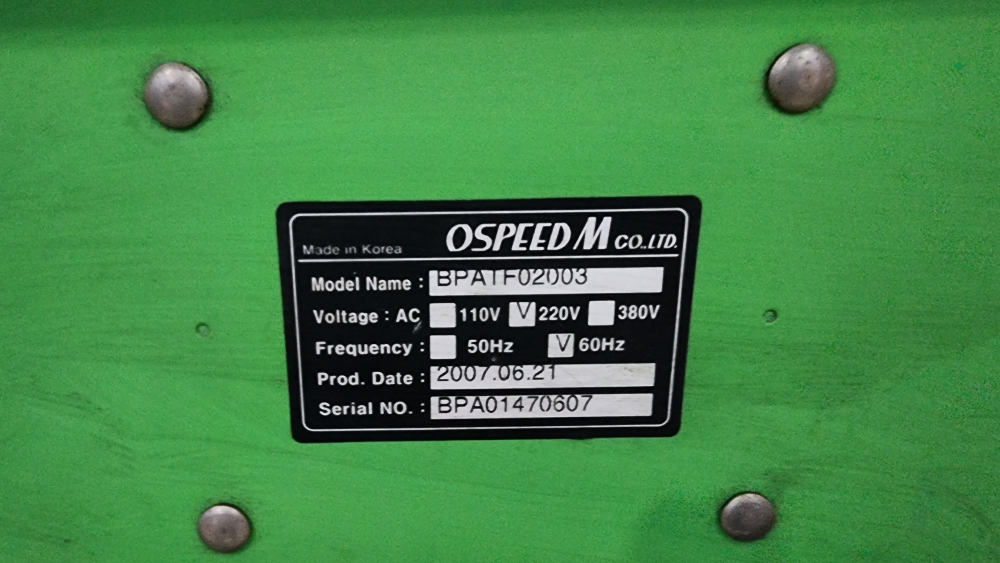 Made in Korea OSPEED M CO.,LTD.
Model Name : BPATF02003
Voltage : AC 110V V 220V 380V
Frequency : 50Hz V 60Hz
Prod. Date : 2007.06.21
Serial NO. : BPA01470607